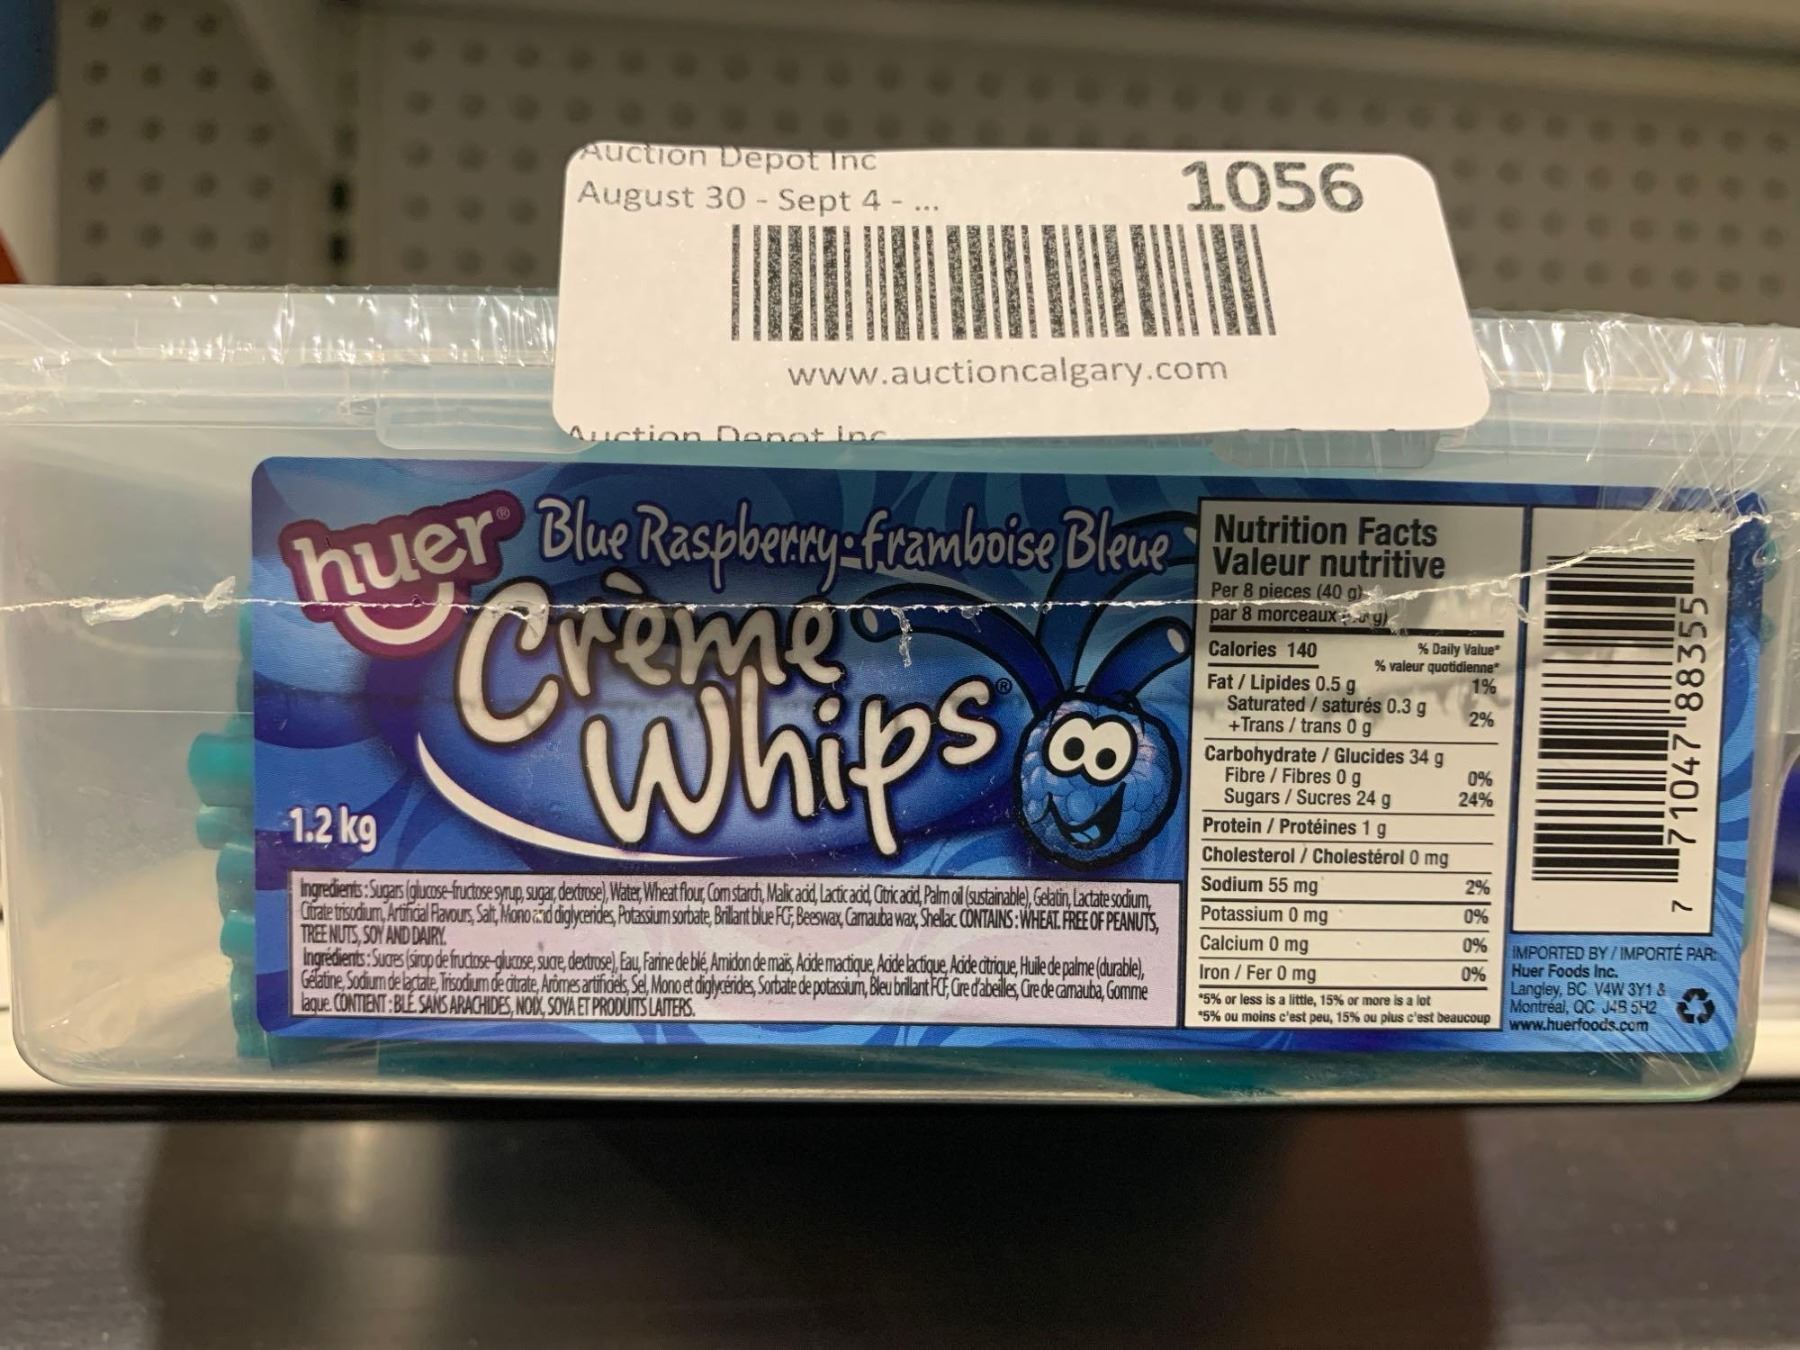 Auction Depot Inc
August 30 - Sept 4 - ...
1056
www.auctioncalgary.com
Auction Depot Inc
huer®
Blue Raspberry·framboise Bleue
Crème
Whips®
1.2 kg
Ingredients : Sugars (glucose-fructose syrup, sugar, dextrose), Water, Wheat flour, Corn starch, Malic acid, Lactic acid, Citric acid, Palm oil (sustainable), Gelatin, Lactate sodium,
Citrate trisodium, Artificial Flavours, Salt, Mono and diglycerides, Potassium sorbate, Brillant blue FCF, Beeswax, Carnauba wax, Shellac. CONTAINS : WHEAT. FREE OF PEANUTS,
TREE NUTS, SOY AND DAIRY.
Ingrédients : Sucres (sirop de fructose-glucose, sucre, dextrose), Eau, Farine de blé, Amidon de maïs, Acide mactique, Acide lactique, Acide citrique, Huile de palme (durable),
Gélatine, Sodium de lactate, Trisodium de citrate, Arômes artificiels, Sel, Mono et diglycérides, Sorbate de potassium, Bleu brillant FCF, Cire d'abeilles, Cire de carnauba, Gomme
laque. CONTIENT : BLÉ. SANS ARACHIDES, NOIX, SOYA ET PRODUITS LAITERS.
Nutrition Facts
Valeur nutritive
Per 8 pieces (40 g)
par 8 morceaux g)
Calories 140
% Daily Value*
% valeur quotidienne*
Fat / Lipides 0.5 g 1%
Saturated / saturés 0.3 g
+Trans / trans 0 g 2%
Carbohydrate / Glucides 34 g
Fibre / Fibres 0 g 0%
Sugars / Sucres 24 g 24%
Protein / Protéines 1 g
Cholesterol / Cholestérol 0 mg
Sodium 55 mg 2%
Potassium 0 mg 0%
Calcium 0 mg 0%
Iron / Fer 0 mg 0%
*5% or less is a little, 15% or more is a lot
*5% ou moins c'est peu, 15% ou plus c'est beaucoup
7 71047 88355
IMPORTED BY / IMPORTÉ PAR:
Huer Foods Inc.
Langley, BC V4W 3Y1 &
Montréal, QC J4B 5H2
www.huerfoods.com